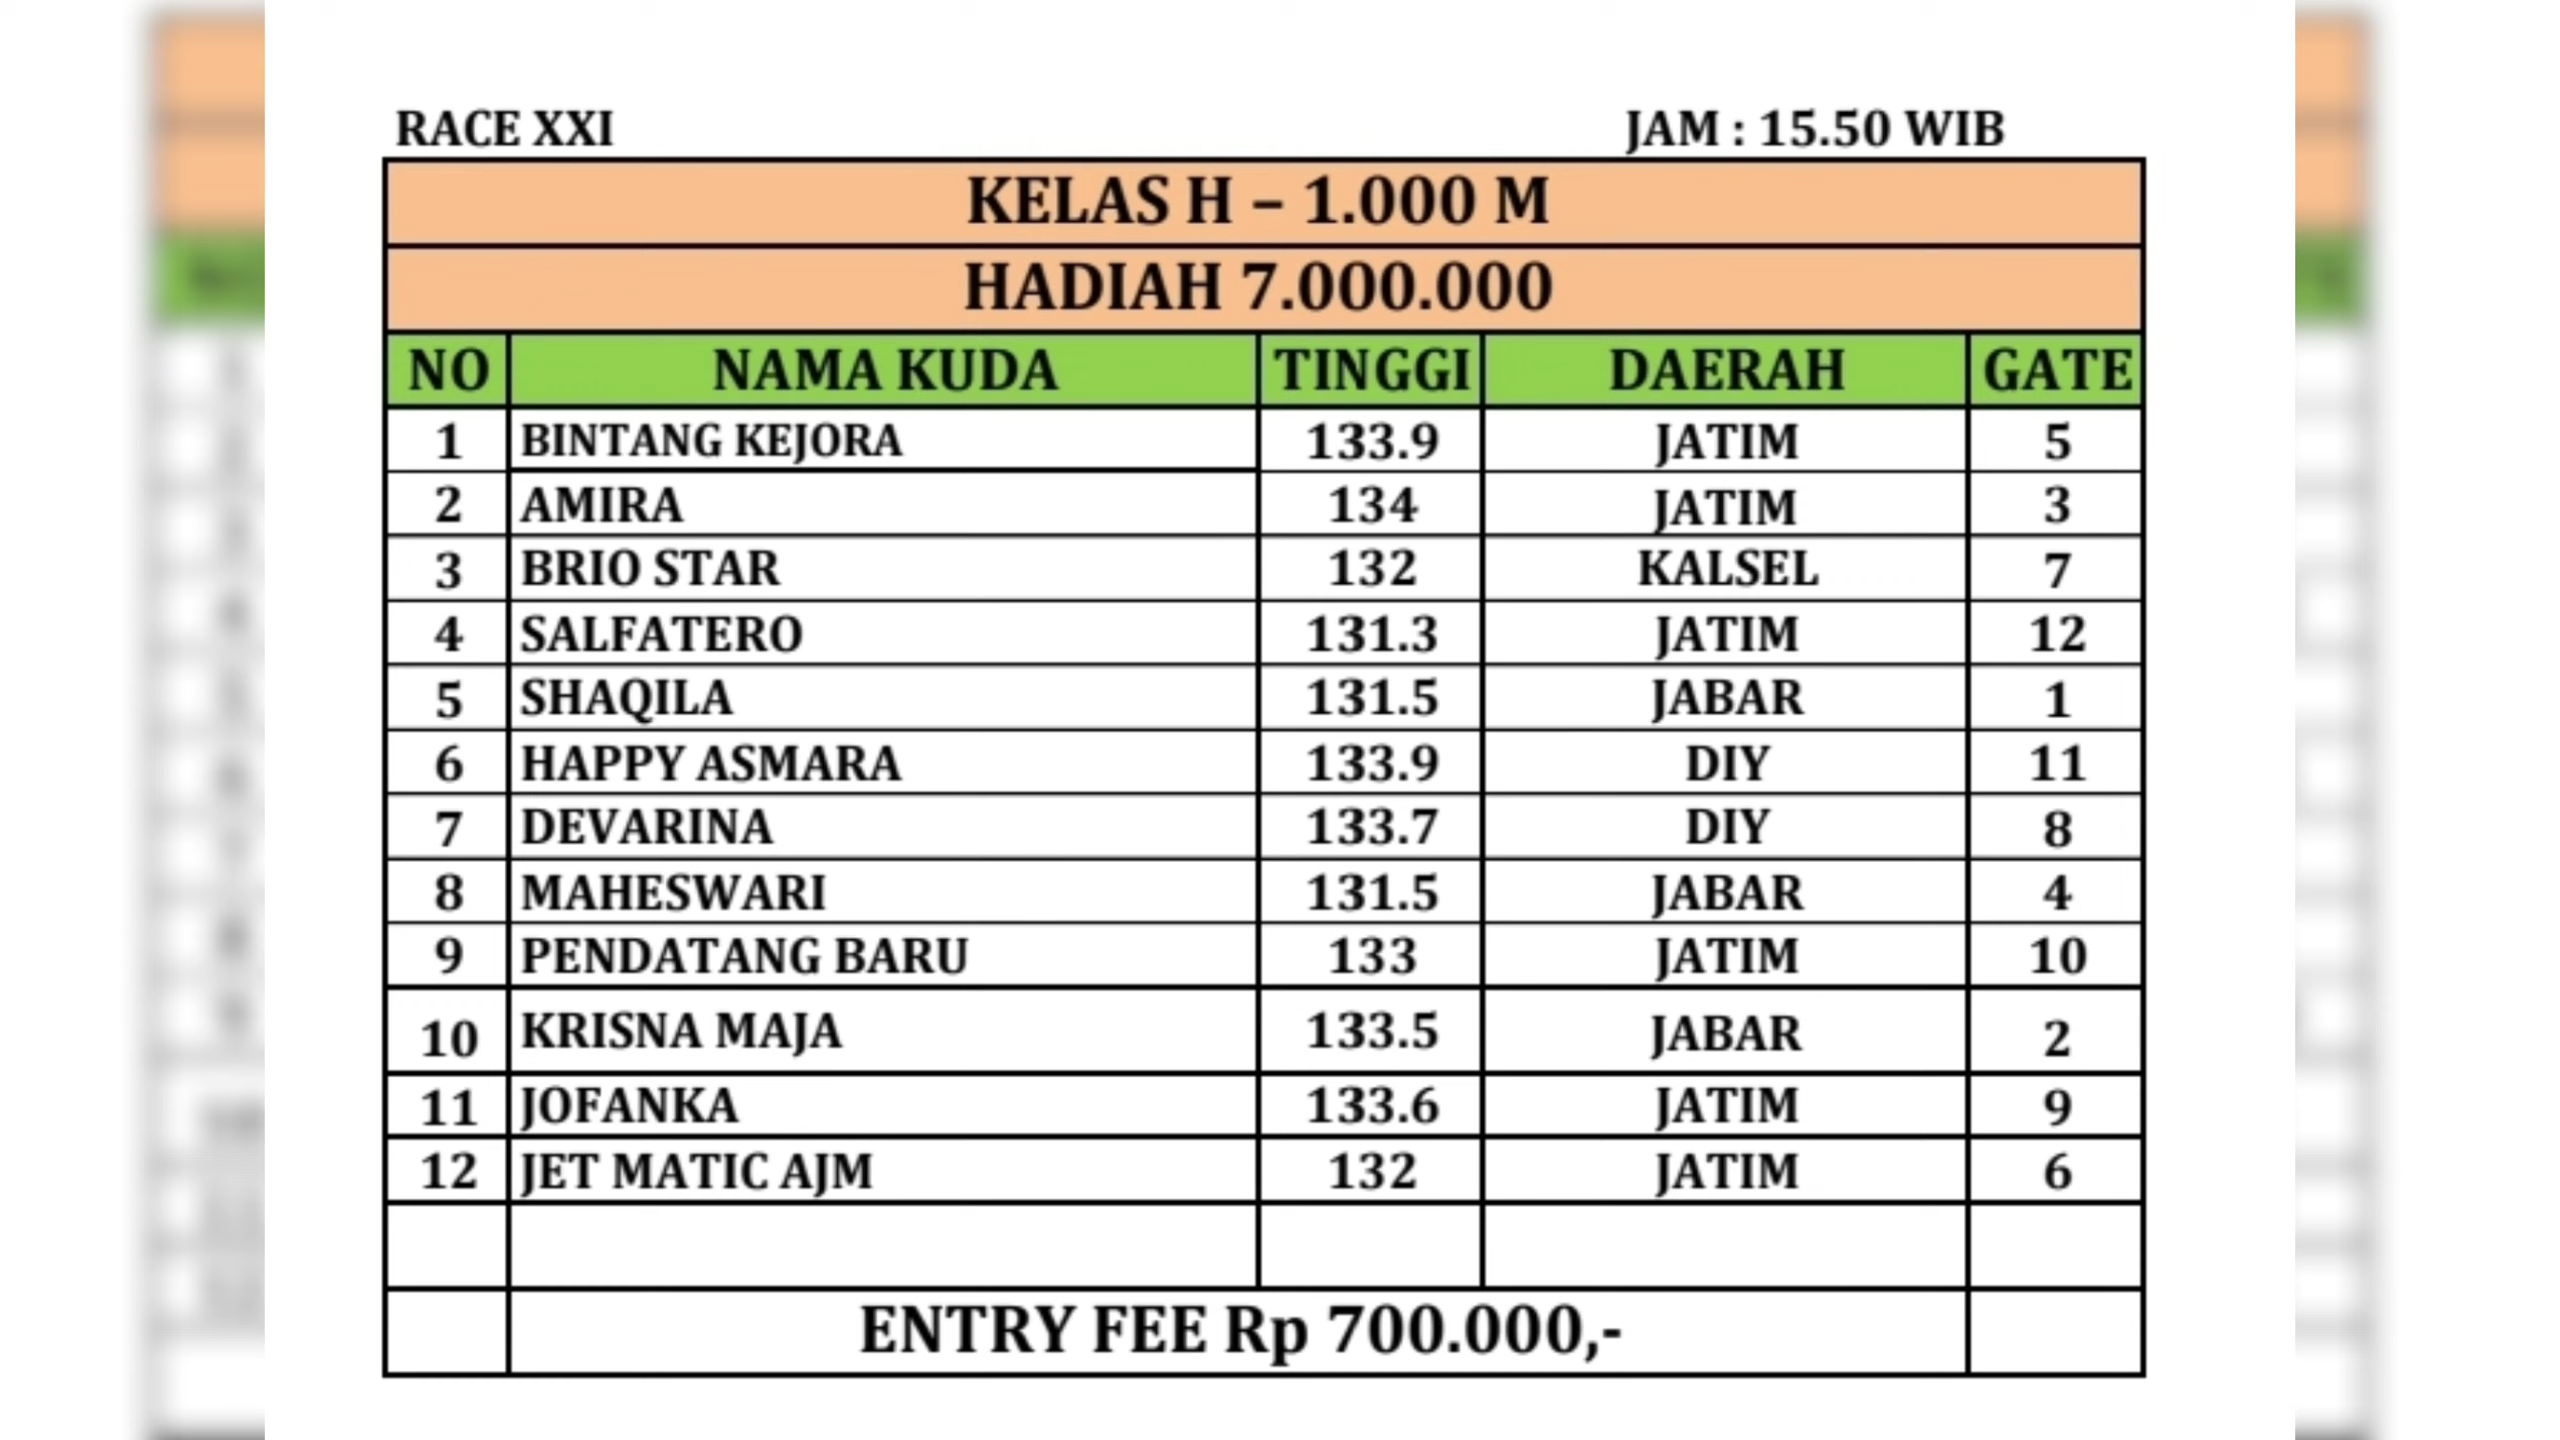 RACE XXI JAM : 15.50 WIB
KELAS H – 1.000 M
HADIAH 7.000.000
NO NAMA KUDA TINGGI DAERAH GATE
1 BINTANG KEJORA 133.9 JATIM 5
2 AMIRA 134 JATIM 3
3 BRIO STAR 132 KALSEL 7
4 SALFATERO 131.3 JATIM 12
5 SHAQILA 131.5 JABAR 1
6 HAPPY ASMARA 133.9 DIY 11
7 DEVARINA 133.7 DIY 8
8 MAHESWARI 131.5 JABAR 4
9 PENDATANG BARU 133 JATIM 10
10 KRISNA MAJA 133.5 JABAR 2
11 JOFANKA 133.6 JATIM 9
12 JET MATIC AJM 132 JATIM 6
ENTRY FEE Rp 700.000,-